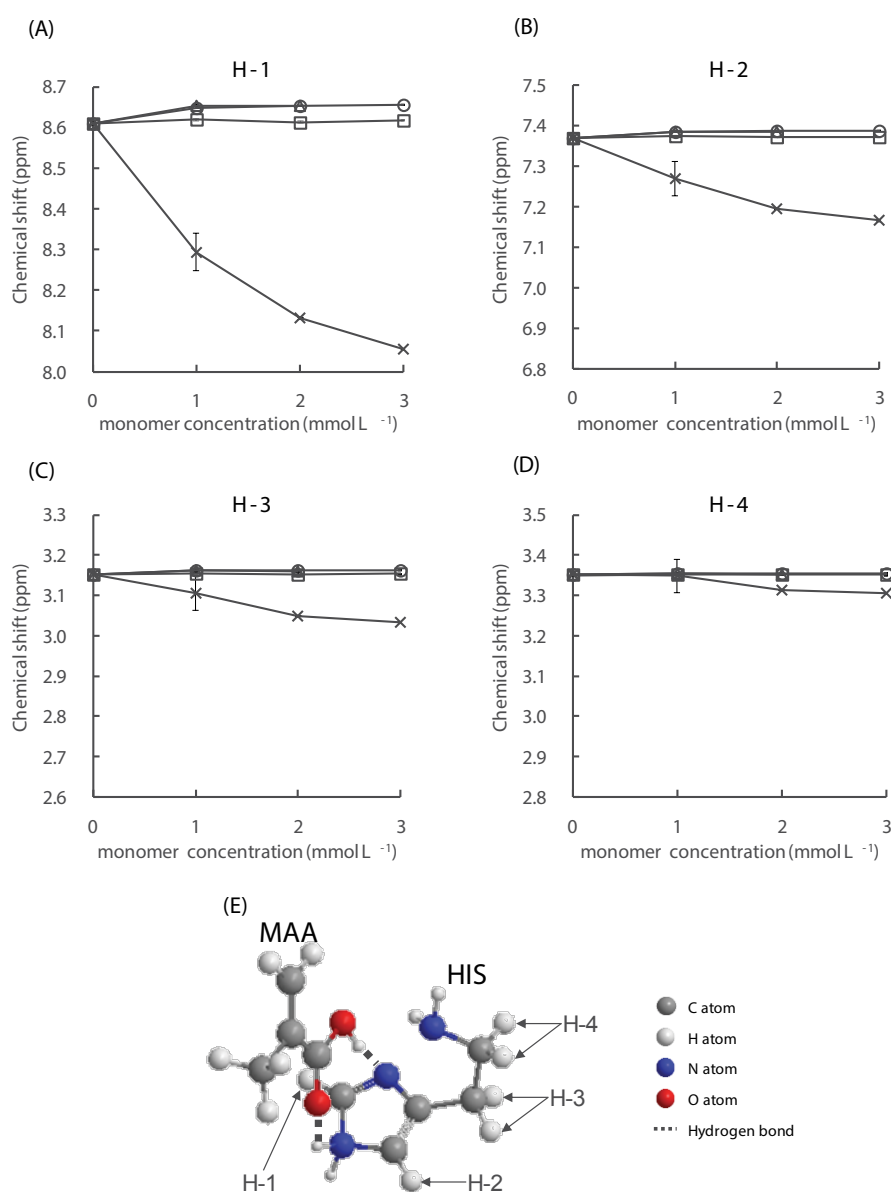 (A)
H-1
Chemical shift (ppm)
8.7
8.6
8.5
8.4
8.3
8.2
8.1
8.0
0 1 2 3
monomer concentration (mmol L -1)
(B)
H-2
Chemical shift (ppm)
7.5
7.4
7.3
7.2
7.1
7.0
6.9
6.8
0 1 2 3
monomer concentration (mmol L -1)
(C)
H-3
Chemical shift (ppm)
3.3
3.2
3.1
3.0
2.9
2.8
2.7
2.6
0 1 2 3
monomer concentration (mmol L -1)
(D)
H-4
Chemical shift (ppm)
3.5
3.4
3.3
3.2
3.1
3.0
2.9
2.8
0 1 2 3
monomer concentration (mmol L -1)
(E)
MAA
HIS
H-4
H-3
H-1
H-2
C atom
H atom
N atom
O atom
Hydrogen bond